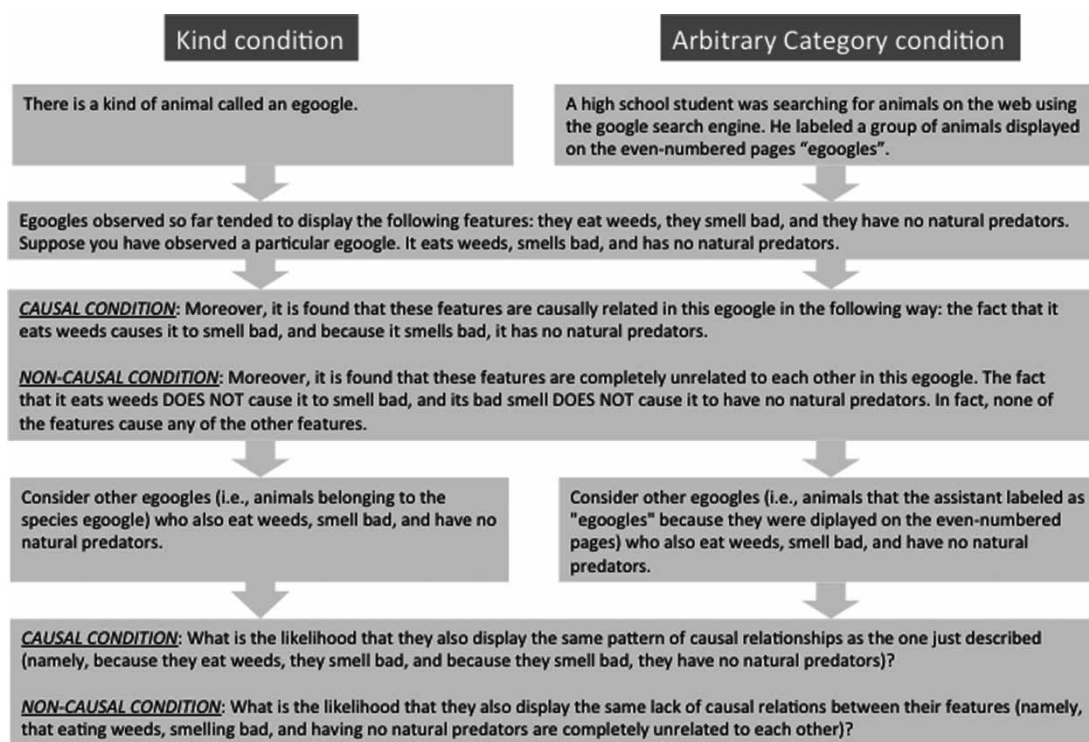 Kind condition
Arbitrary Category condition
There is a kind of animal called an egoogle.
A high school student was searching for animals on the web using
the google search engine. He labeled a group of animals displayed
on the even-numbered pages “egoogles”.
Egoogles observed so far tended to display the following features: they eat weeds, they smell bad, and they have no natural predators.
Suppose you have observed a particular egoogle. It eats weeds, smells bad, and has no natural predators.
CAUSAL CONDITION: Moreover, it is found that these features are causally related in this egoogle in the following way: the fact that it
eats weeds causes it to smell bad, and because it smells bad, it has no natural predators.
NON-CAUSAL CONDITION: Moreover, it is found that these features are completely unrelated to each other in this egoogle. The fact
that it eats weeds DOES NOT cause it to smell bad, and its bad smell DOES NOT cause it to have no natural predators. In fact, none of
the features cause any of the other features.
Consider other egoogles (i.e., animals belonging to the
species egoogle) who also eat weeds, smell bad, and have no
natural predators.
Consider other egoogles (i.e., animals that the assistant labeled as
"egoogles" because they were diplayed on the even-numbered
pages) who also eat weeds, smell bad, and have no natural
predators.
CAUSAL CONDITION: What is the likelihood that they also display the same pattern of causal relationships as the one just described
(namely, because they eat weeds, they smell bad, and because they smell bad, they have no natural predators)?
NON-CAUSAL CONDITION: What is the likelihood that they also display the same lack of causal relations between their features (namely,
that eating weeds, smelling bad, and having no natural predators are completely unrelated to each other)?